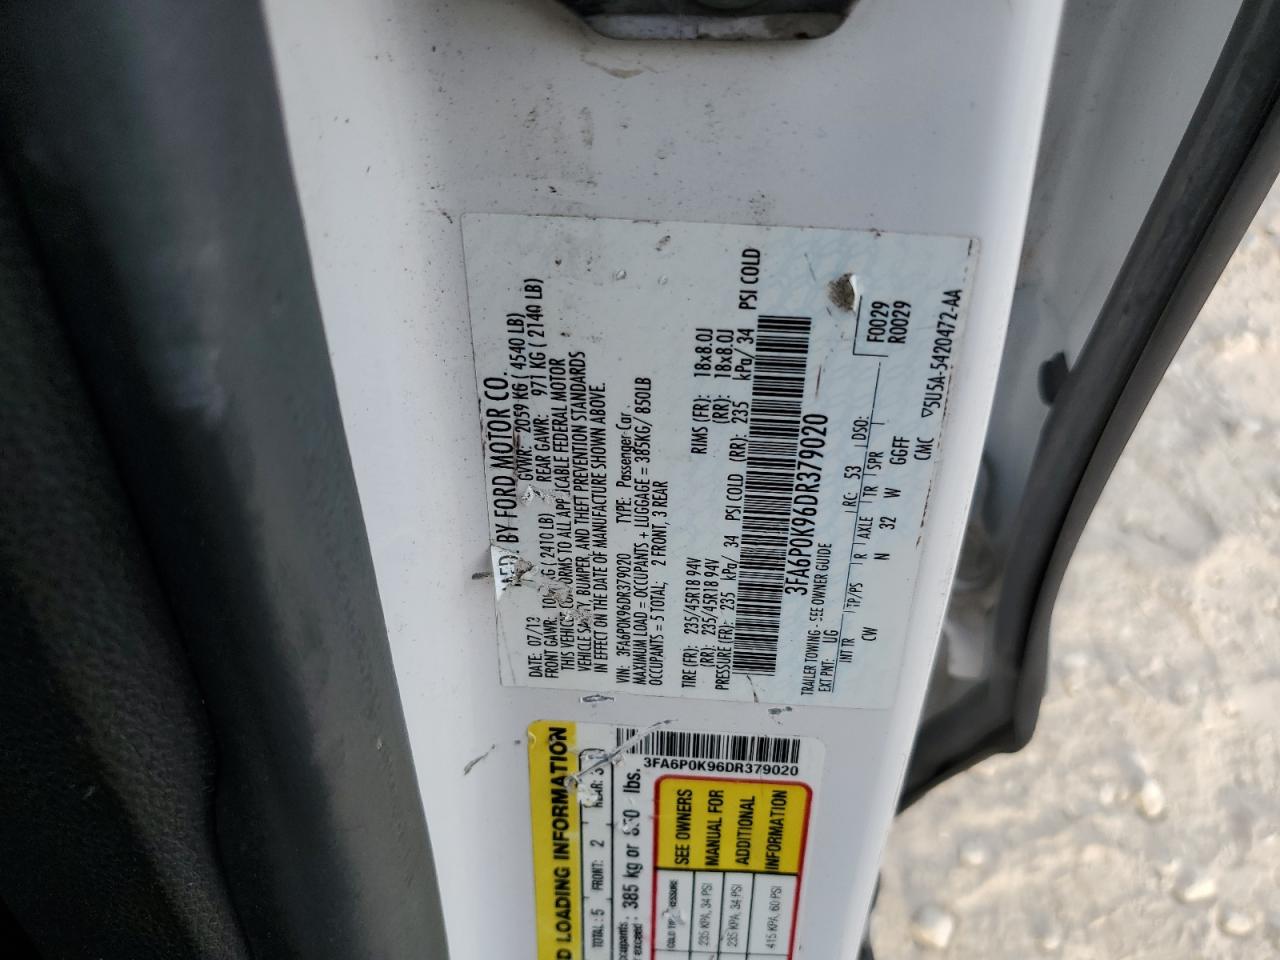 BY FORD MOTOR CO.
DATE: 07/13 GVWR: 2059 KG ( 4540 LB)
FRONT GAWR: KG (2410 LB) REAR GAWR: 971 KG ( 2140 LB)
THIS VEHICLE CONFORMS TO ALL APPLICABLE FEDERAL MOTOR
VEHICLE SAFETY, BUMPER, AND THEFT PREVENTION STANDARDS
IN EFFECT ON THE DATE OF MANUFACTURE SHOWN ABOVE.
VIN: 3FA6P0K96DR379020 TYPE: Passenger Car
MAXIMUM LOAD = OCCUPANTS + LUGGAGE = 385KG/ 850LB
OCCUPANTS = 5 TOTAL; 2 FRONT, 3 REAR
TIRE (FR): 235/45R18 94V RIMS (FR): 18x8.0J
(RR): 235/45R18 94V (RR): 18x8.0J
PRESSURE (FR): 235 kPa/ 34 PSI COLD (RR): 235 kPa/ 34 PSI COLD
3FA6P0K96DR379020
TRAILER TOWING - SEE OWNER GUIDE
EXT PNT: UG RC: 53 DSO: F0029
R0029
INT TR TP/PS R AXLE TR SPR
CW N 32 W GGFF
CMC
5U5A-5420472-AA
LOADING INFORMATION
TOTAL: 5 FRONT: 2 REAR: 3
385 kg or lbs.
3FA6P0K96DR379020
PRESSURE
235 KPA, 34 PSI
235 KPA, 34 PSI
415 KPA, 60 PSI
SEE OWNERS
MANUAL FOR
ADDITIONAL
INFORMATION